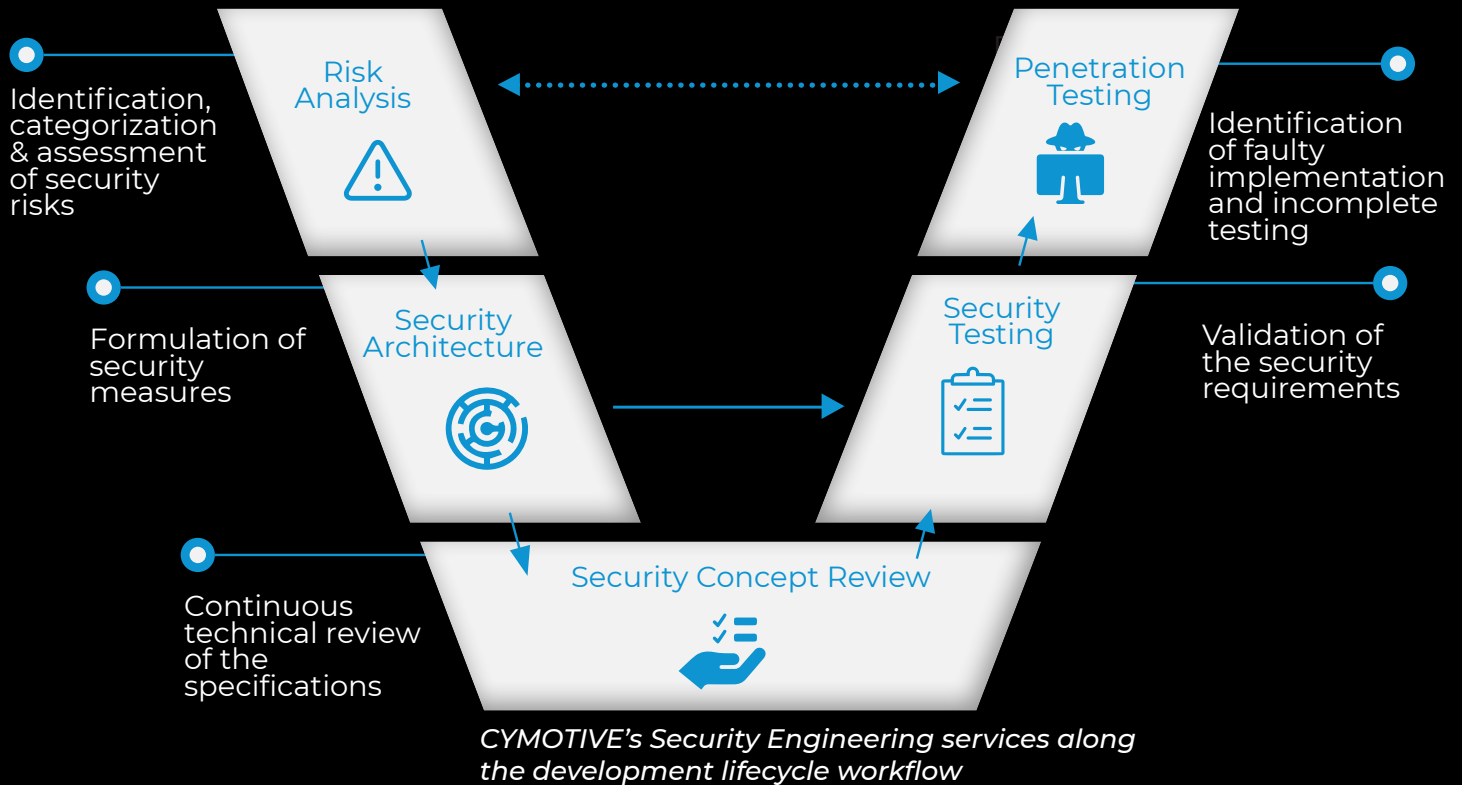 Risk
Analysis
Identification,
categorization
& assessment
of security
risks
Penetration
Testing
Identification
of faulty
implementation
and incomplete
testing
Security
Architecture
Formulation of
security
measures
Security
Testing
Validation of
the security
requirements
Security Concept Review
Continuous
technical review
of the
specifications
CYMOTIVE’s Security Engineering services along
the development lifecycle workflow